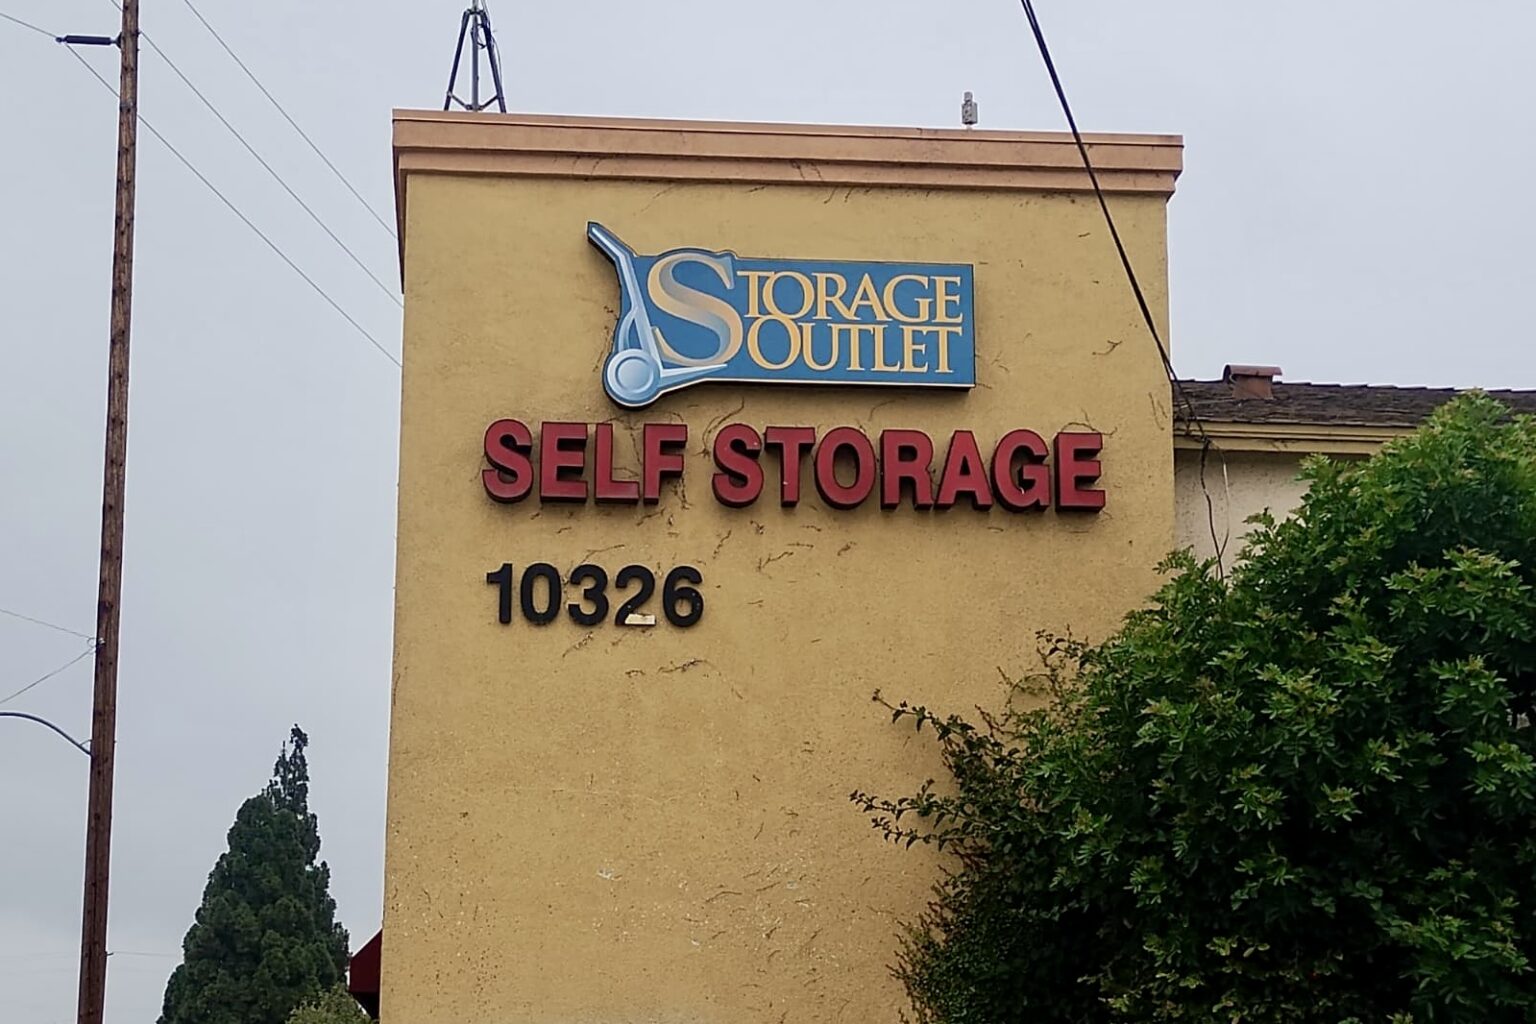 STORAGE
OUTLET
SELF STORAGE
10326